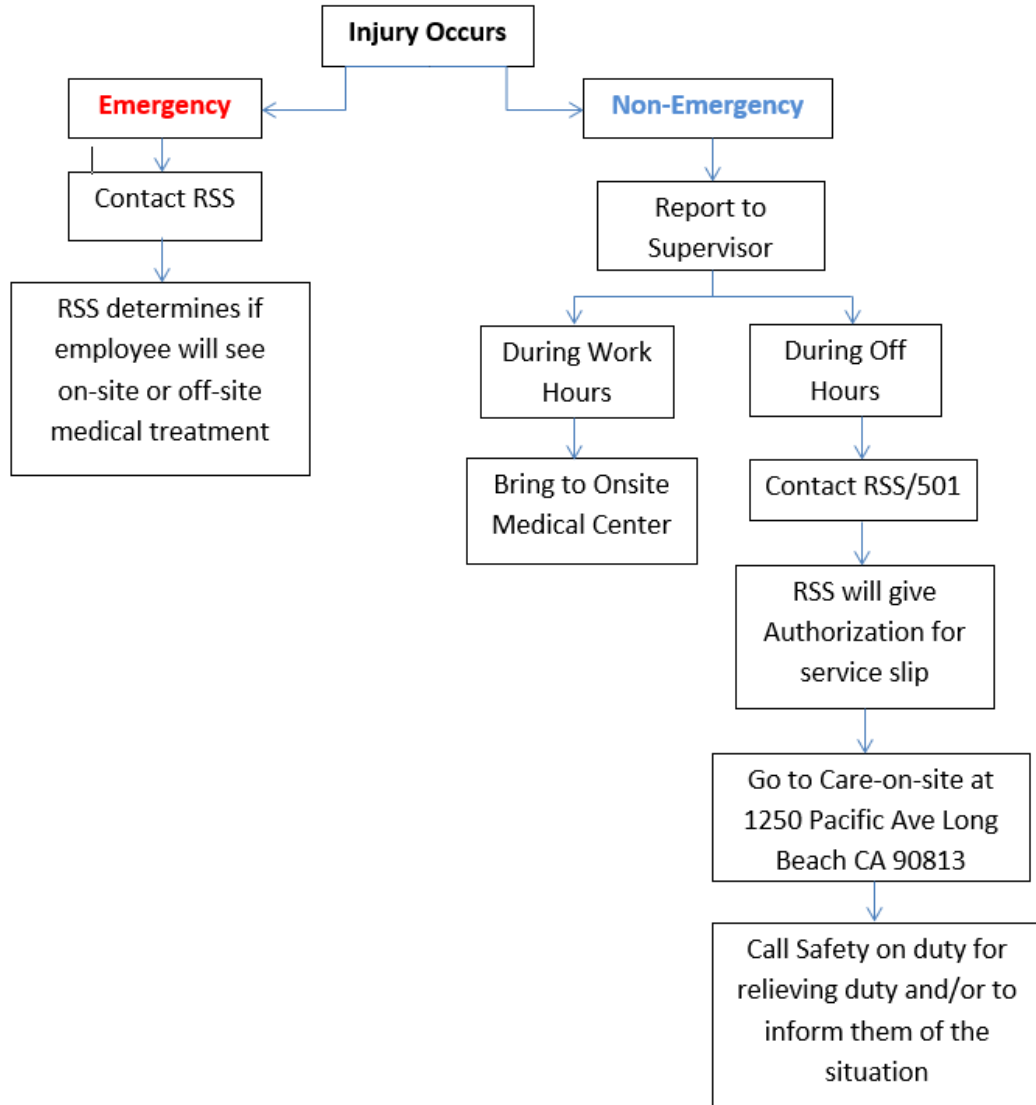 Injury Occurs
Emergency
Non-Emergency
Contact RSS
Report to
Supervisor
RSS determines if
employee will see
on-site or off-site
medical treatment
During Work
Hours
During Off
Hours
Bring to Onsite
Medical Center
Contact RSS/501
RSS will give
Authorization for
service slip
Go to Care-on-site at
1250 Pacific Ave Long
Beach CA 90813
Call Safety on duty for
relieving duty and/or to
inform them of the
situation